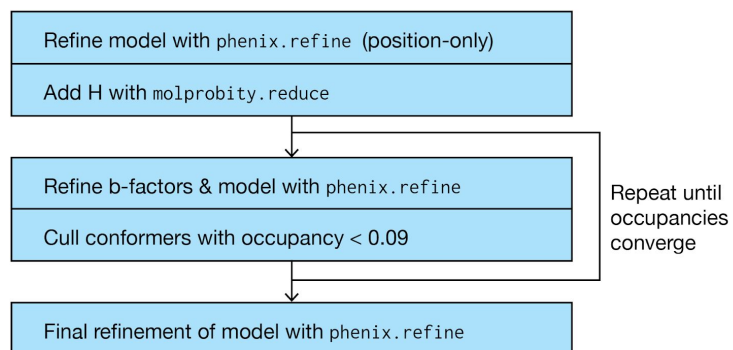 Refine model with phenix.refine (position-only)
Add H with molprobity.reduce
Refine b-factors & model with phenix.refine
Cull conformers with occupancy < 0.09
Repeat until
occupancies
converge
Final refinement of model with phenix.refine